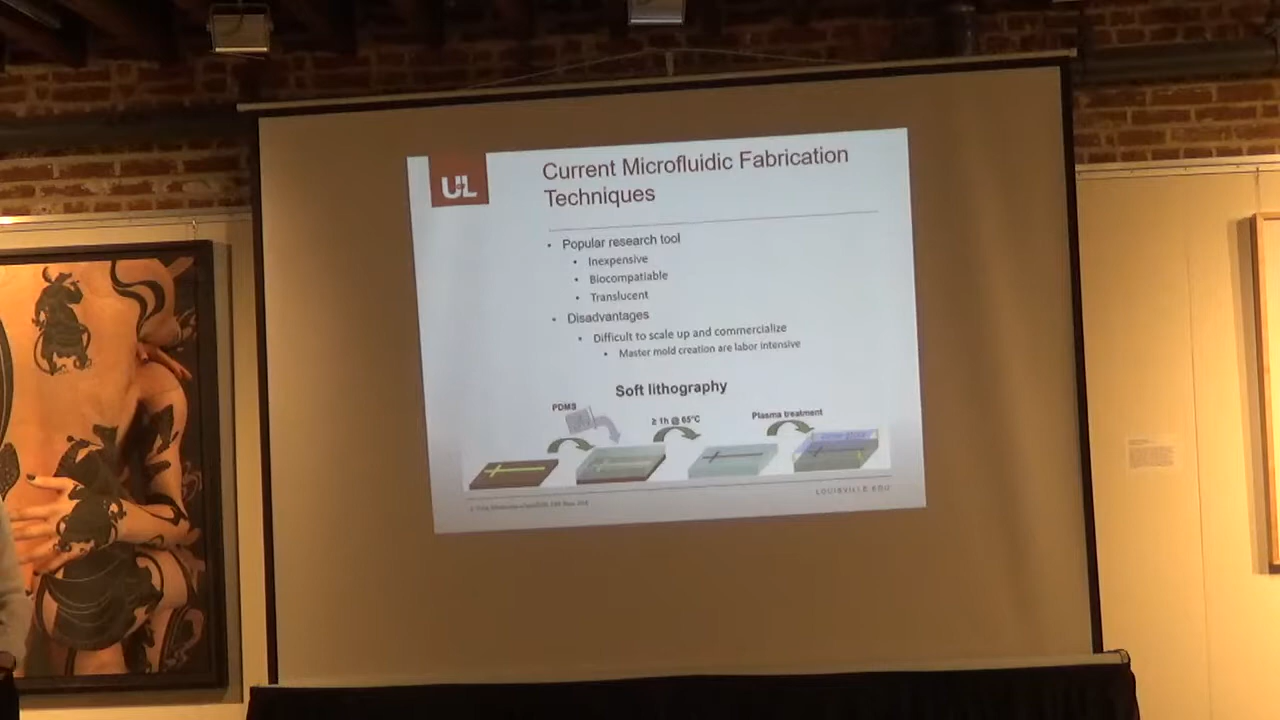 UL
Current Microfluidic Fabrication
Techniques
• Popular research tool
• Inexpensive
• Biocompatiable
• Translucent
• Disadvantages
• Difficult to scale up and commercialize
• Master mold creation are labor intensive
Soft lithography
PDMS
≥ 1h @ 65°C
Plasma treatment
LOUISVILLE.EDU